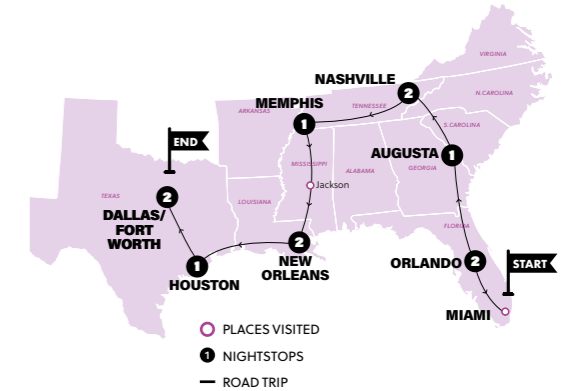 VIRGINIA
NASHVILLE
2
N.CAROLINA
MEMPHIS
TENNESSEE
ARKANSAS
1
S.CAROLINA
END
AUGUSTA
1
MISSISSIPPI
ALABAMA
GEORGIA
Jackson
TEXAS
2
LOUISIANA
DALLAS/
FORT
WORTH
FLORIDA
2
NEW
ORLEANS
ORLANDO
2
START
1
HOUSTON
MIAMI
PLACES VISITED
1 NIGHTSTOPS
ROAD TRIP